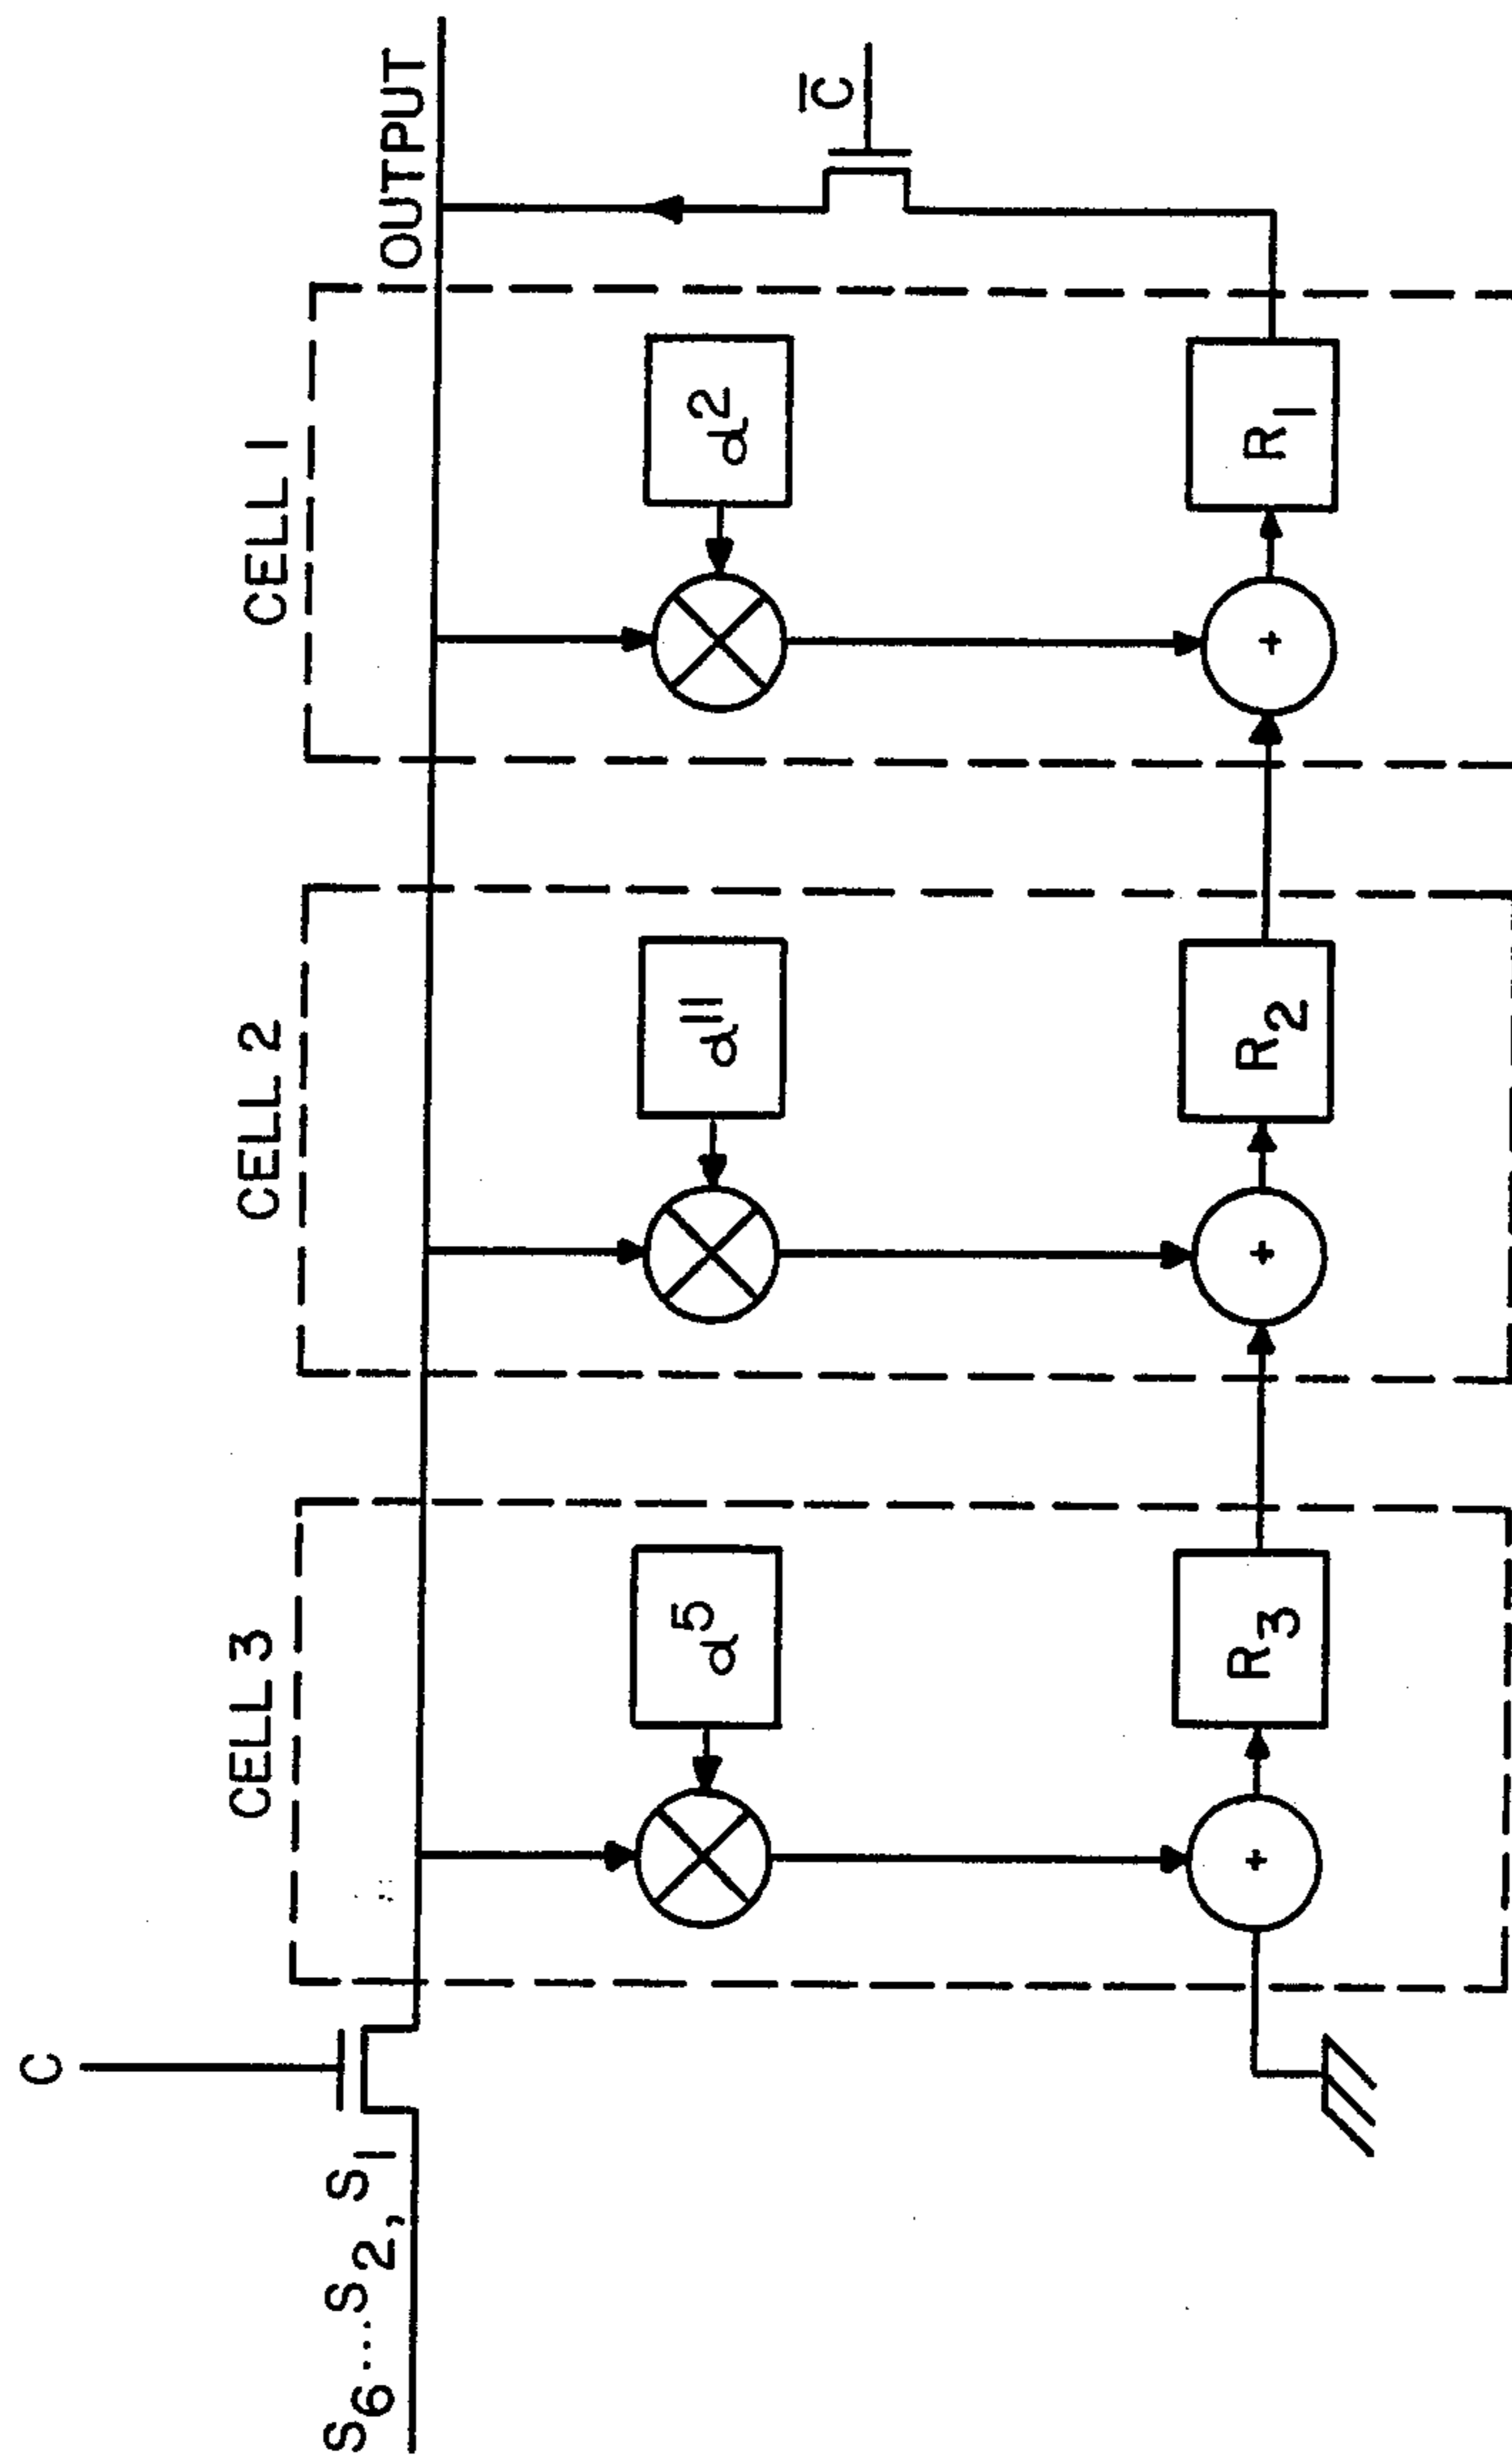 C
CELL 3
CELL 2
CELL 1
S₆....S₂, S₁
OUTPUT
α⁵
α¹¹
α²
C̅
+
+
+
R₃
R₂
R₁